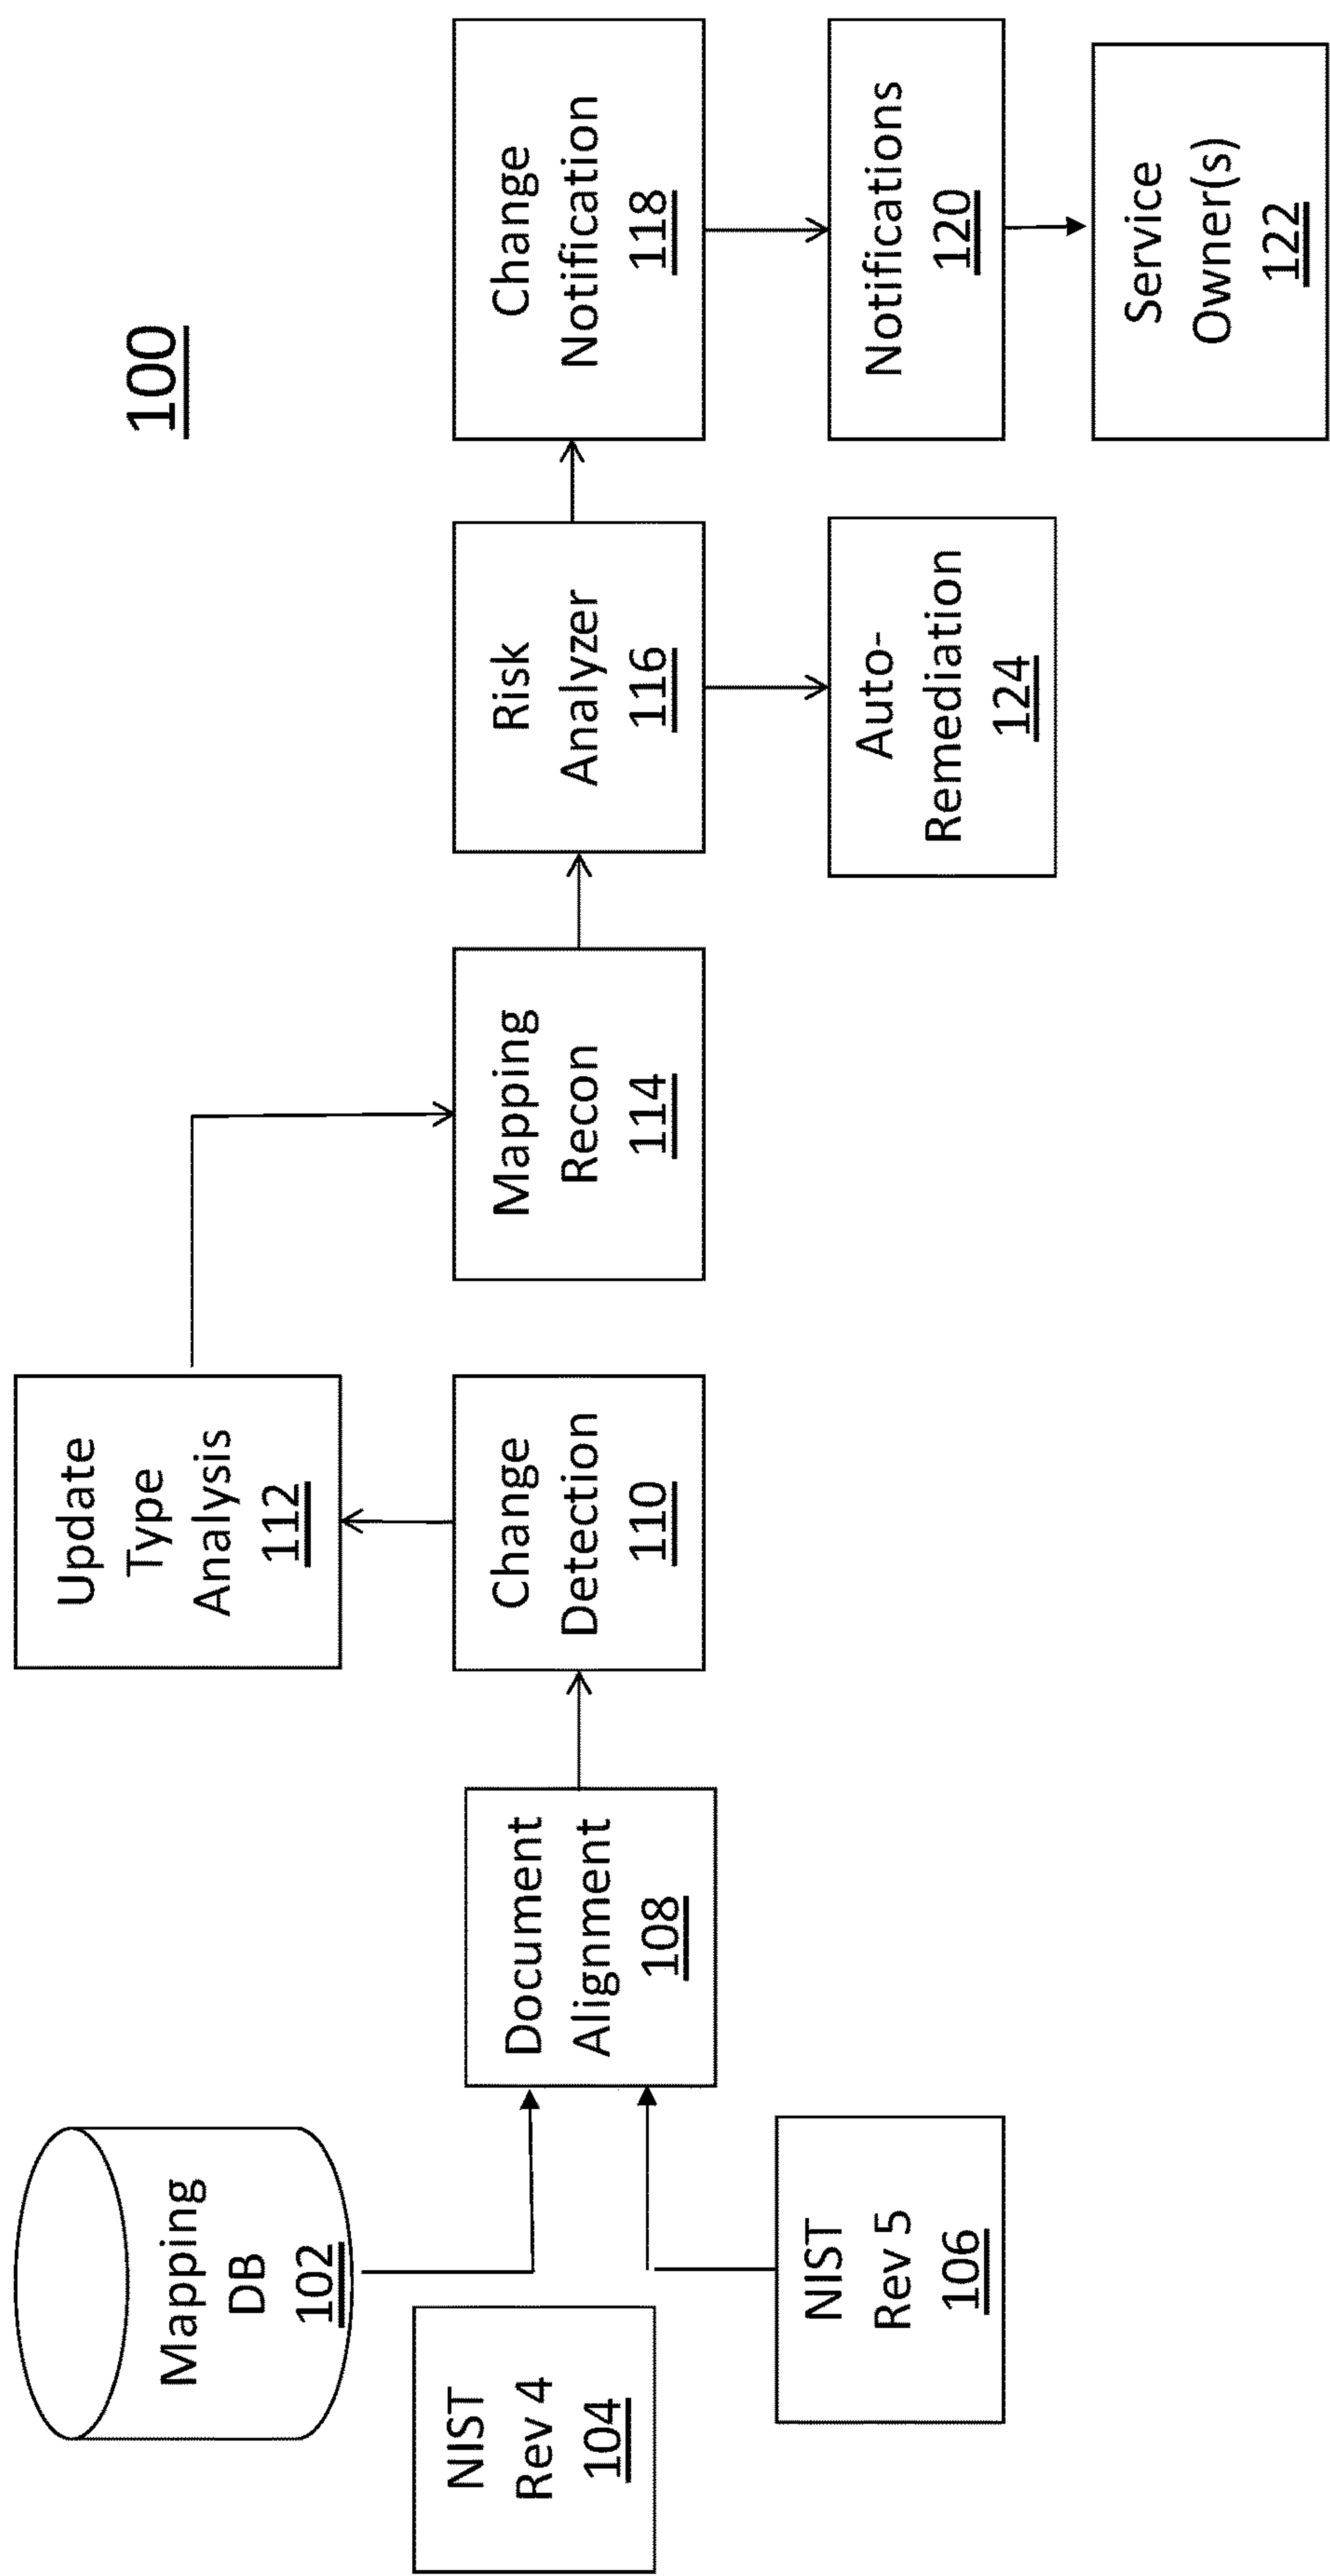 100
Mapping
DB
102
NIST
Rev 4
104
NIST
Rev 5
106
Document
Alignment
108
Change
Detection
110
Update
Type
Analysis
112
Mapping
Recon
114
Risk
Analyzer
116
Auto-
Remediation
124
Change
Notification
118
Notifications
120
Service
Owner(s)
122